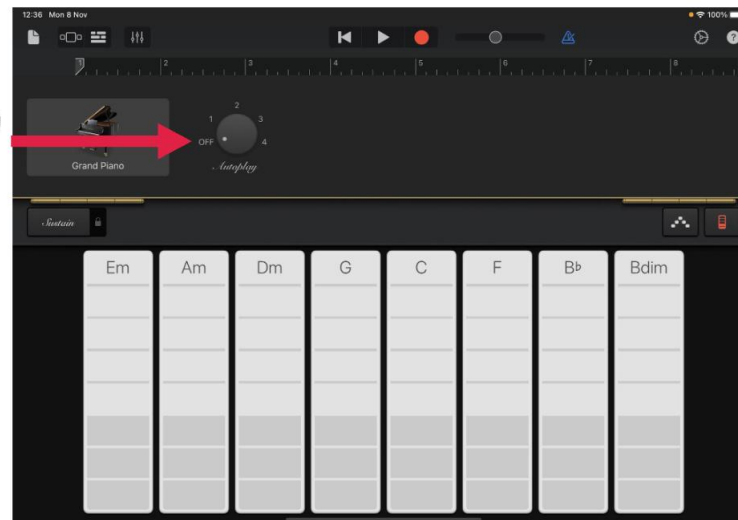 12:36 Mon 8 Nov
100%
?
1 2 3 4 5 6 7 8
2
1 3
OFF 4
Grand Piano
Autoplay
Sustain
Em Am Dm G C F B♭ Bdim